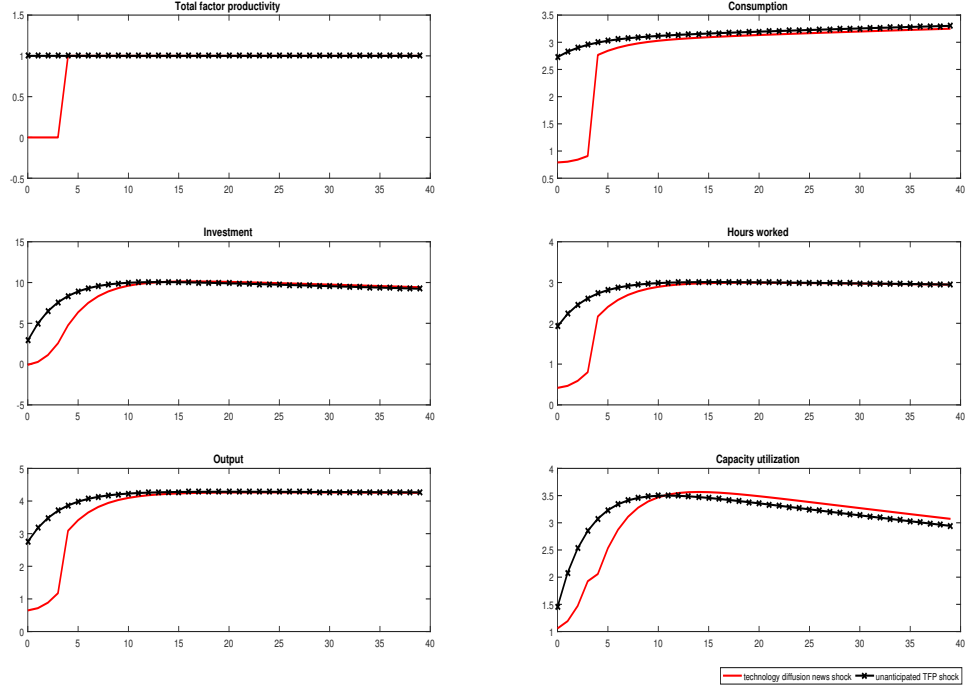 Total factor productivity
1.5
1
0.5
0
-0.5
0 5 10 15 20 25 30 35 40
Consumption
3.5
3
2.5
2
1.5
1
0.5
0 5 10 15 20 25 30 35 40
Investment
15
10
5
0
-5
0 5 10 15 20 25 30 35 40
Hours worked
4
3
2
1
0
0 5 10 15 20 25 30 35 40
Output
5
4
3
2
1
0
0 5 10 15 20 25 30 35 40
Capacity utilization
4
3.5
3
2.5
2
1.5
1
0 5 10 15 20 25 30 35 40
technology diffusion news shock unanticipated TFP shock